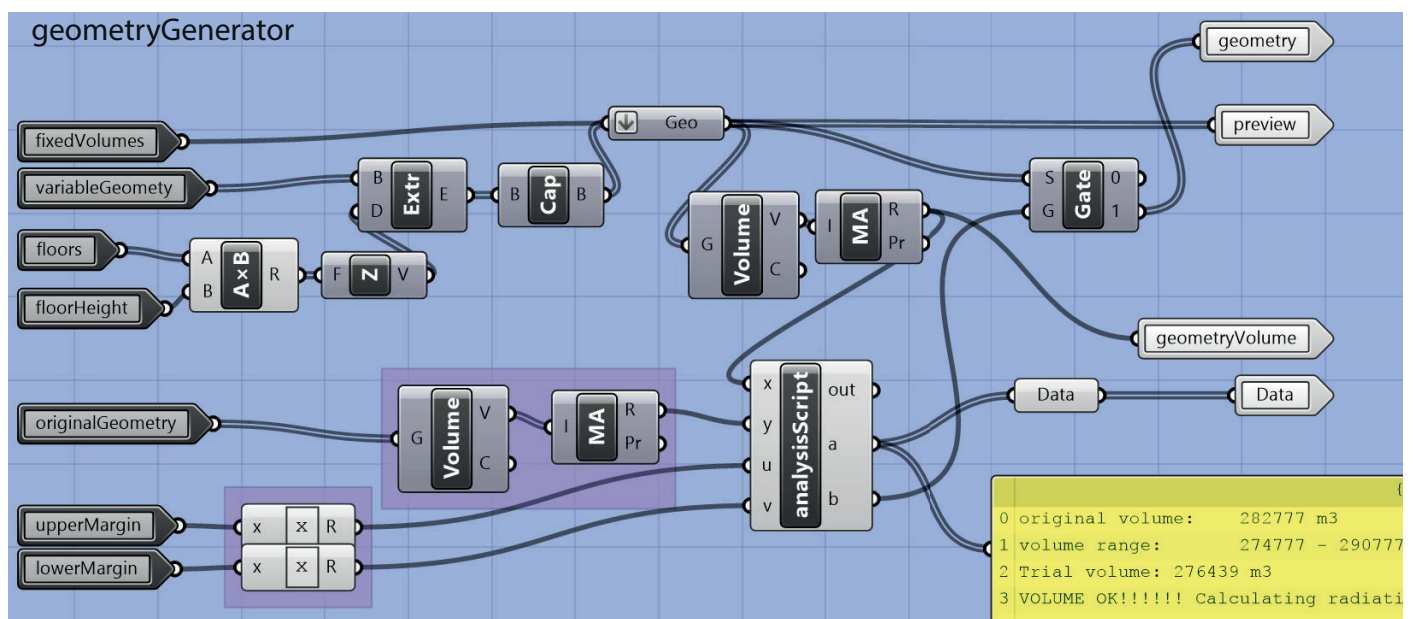 geometryGenerator
geometry
fixedVolumes
Geo
preview
variableGeomety
B
D
Extr
E
B
Cap
B
S
G
Gate
0
1
G
Volume
V
C
I
MA
R
Pr
floors
floorHeight
A
B
A×B
R
F
Z
V
geometryVolume
originalGeometry
G
Volume
V
C
I
MA
R
Pr
x
y
u
v
analysisScript
out
a
b
Data
Data
upperMargin
x
x
R
lowerMargin
x
x
R
{
0 original volume: 282777 m3
1 volume range: 274777 - 290777
2 Trial volume: 276439 m3
3 VOLUME OK!!!!!! Calculating radiati